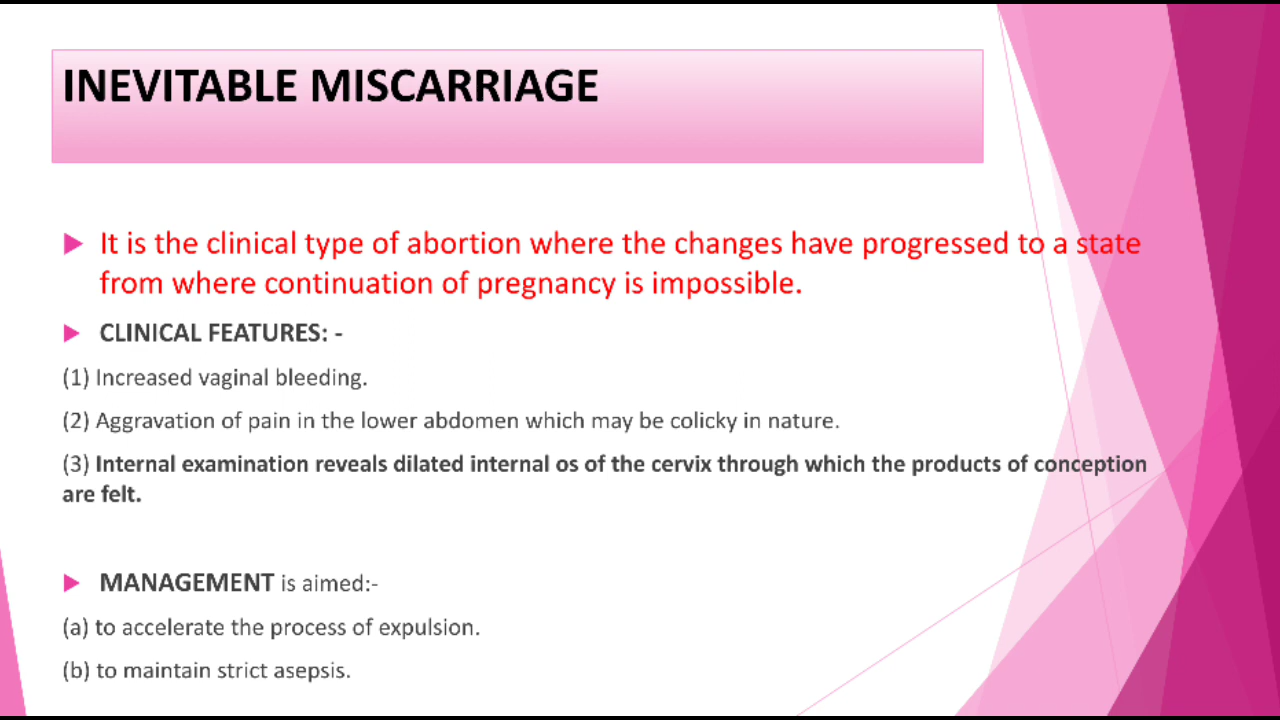 INEVITABLE MISCARRIAGE
It is the clinical type of abortion where the changes have progressed to a state
from where continuation of pregnancy is impossible.
CLINICAL FEATURES: -
(1) Increased vaginal bleeding.
(2) Aggravation of pain in the lower abdomen which may be colicky in nature.
(3) Internal examination reveals dilated internal os of the cervix through which the products of conception
are felt.
MANAGEMENT is aimed:-
(a) to accelerate the process of expulsion.
(b) to maintain strict asepsis.